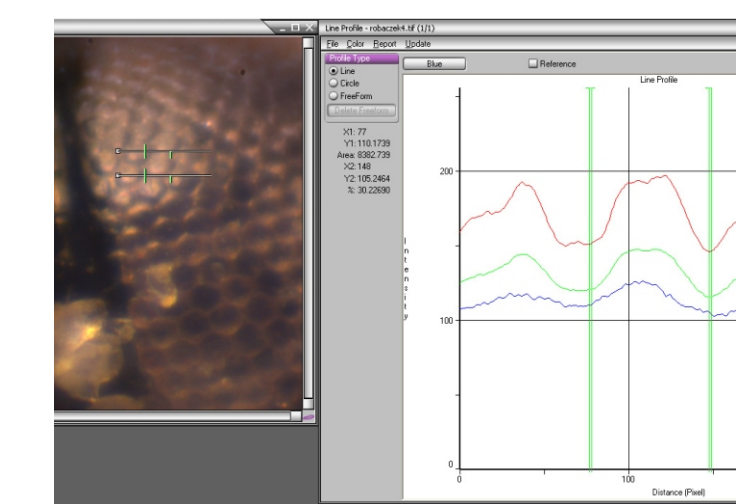 Line Profile - robaczek4.tif (1/1)
File Color Report Update
Profile Type
Line
Circle
FreeForm
Delete Freeform
X1: 77
Y1: 110.1739
Area: 8382.739
X2: 148
Y2: 105.2464
%: 30.22690
Blue
Reference
Line Profile
Intensity
200
100
0
0
100
Distance (Pixel)